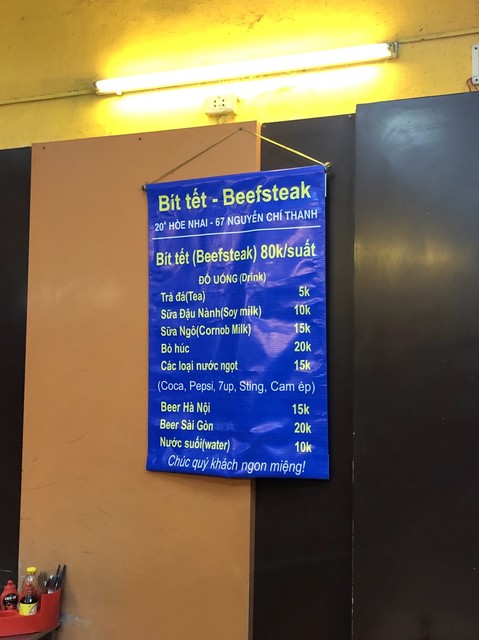 Bít tết - Beefsteak
20ᴬ HÒE NHAI - 67 NGUYỄN CHÍ THANH
Bít tết (Beefsteak) 80k/suất
ĐỒ UỐNG (Drink)
Trà đá(Tea) 5k
Sữa Đậu Nành(Soy milk) 10k
Sữa Ngô(Cornob Milk) 15k
Bò húc 20k
Các loại nước ngọt 15k
(Coca, Pepsi, 7up, Sting, Cam ép)
Beer Hà Nội 15k
Beer Sài Gòn 20k
Nước suối(water) 10k
Chúc quý khách ngon miệng!